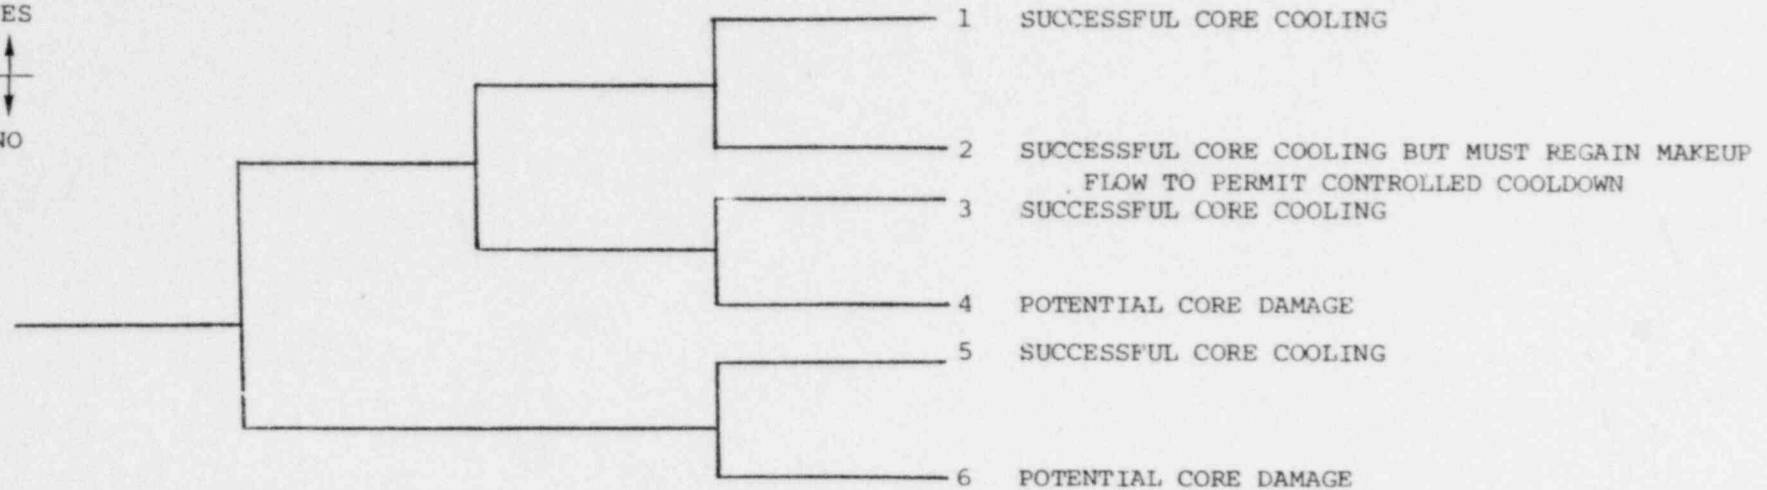 ES
NO
1 SUCCESSFUL CORE COOLING
2 SUCCESSFUL CORE COOLING BUT MUST REGAIN MAKEUP
FLOW TO PERMIT CONTROLLED COOLDOWN
3 SUCCESSFUL CORE COOLING
4 POTENTIAL CORE DAMAGE
5 SUCCESSFUL CORE COOLING
6 POTENTIAL CORE DAMAGE